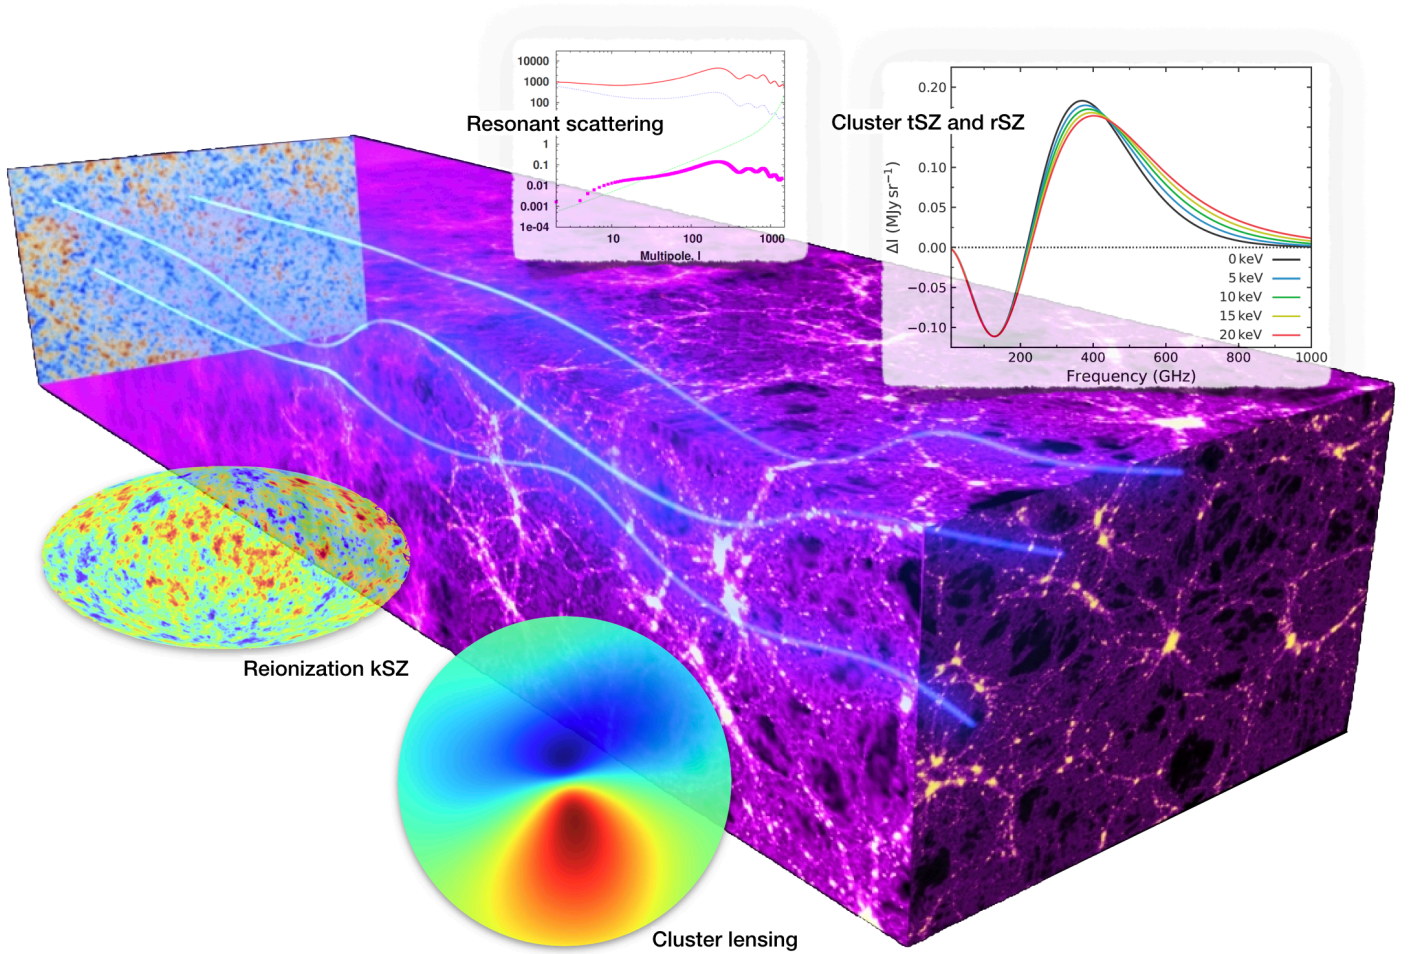 10000
1000
100
Resonant scattering
1
0.1
0.01
0.001
1e-04
10 100 1000
Multipole, l
Cluster tSZ and rSZ
0.20
0.10
0.05
0.00
−0.05
−0.10
ΔI (MJy sr⁻¹)
0 keV
5 keV
10 keV
15 keV
20 keV
200 400 600 800 1000
Frequency (GHz)
Reionization kSZ
Cluster lensing